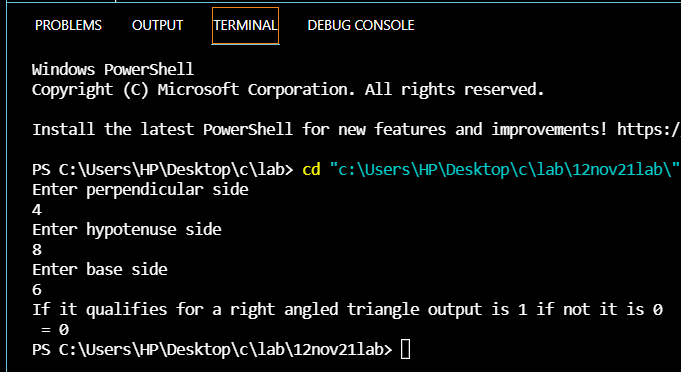 PROBLEMS OUTPUT TERMINAL DEBUG CONSOLE
Windows PowerShell
Copyright (C) Microsoft Corporation. All rights reserved.
Install the latest PowerShell for new features and improvements! https:/
PS C:\Users\HP\Desktop\c\lab> cd "c:\Users\HP\Desktop\c\lab\12nov21lab\"
Enter perpendicular side
4
Enter hypotenuse side
8
Enter base side
6
If it qualifies for a right angled triangle output is 1 if not it is 0
= 0
PS C:\Users\HP\Desktop\c\lab\12nov21lab>